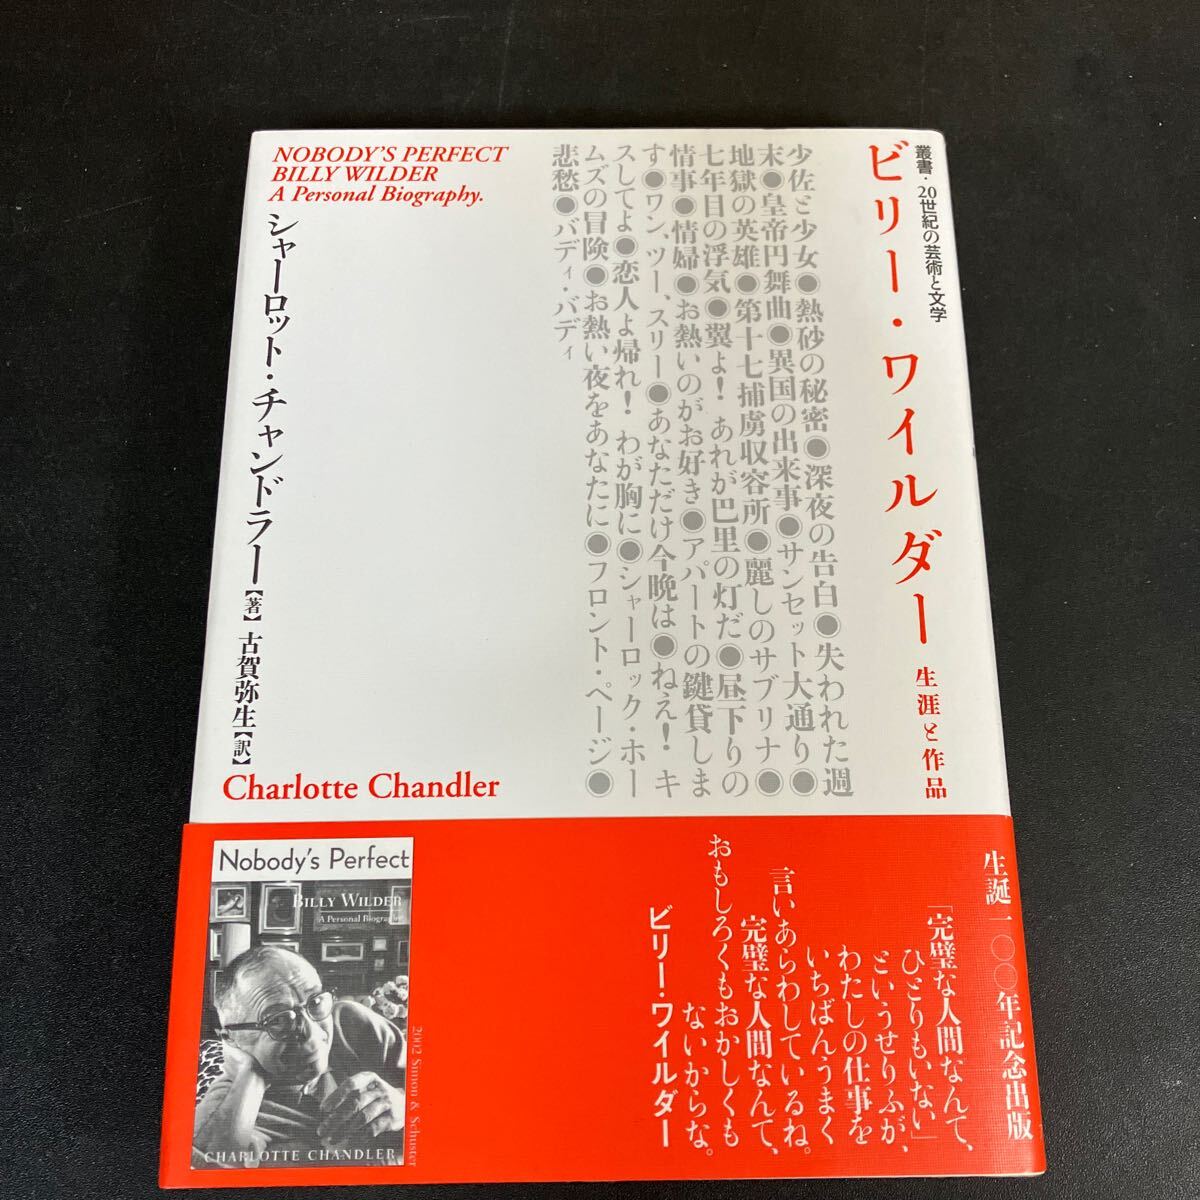 叢書・20世紀の芸術と文学
ビリー・ワイルダー 生涯と作品
少佐と少女◉熱砂の秘密◉深夜の告白◉失われた週
末◉皇帝円舞曲◉異国の出来事◉サンセット大通り◉
地獄の英雄◉第十七捕虜収容所◉麗しのサブリナ◉
七年目の浮気◉翼よ！あれが巴里の灯だ◉昼下りの
情事◉情婦◉お熱いのがお好き◉アパートの鍵貸しま
す◉ワン、ツー、スリー◉あなただけ今晩は◉ねえ！キ
スしてよ◉恋人よ帰れ！わが胸に◉シャーロック・ホー
ムズの冒険◉お熱い夜をあなたに◉フロント・ページ◉
悲愁◉バディ・バディ
NOBODY'S PERFECT
BILLY WILDER
A Personal Biography.
シャーロット・チャンドラー【著】古賀弥生【訳】
Charlotte Chandler
生誕一〇〇年記念出版
「完璧な人間なんて、
ひとりもいない」
というせりふが、
わたしの仕事を
いちばんうまく
言いあらわしているね。
完璧な人間なんて、
おもしろくもおかしくも
ないからな。
ビリー・ワイルダー
Nobody's Perfect
BILLY WILDER
A Personal Biography
CHARLOTTE CHANDLER
2002 Simon & Schuster